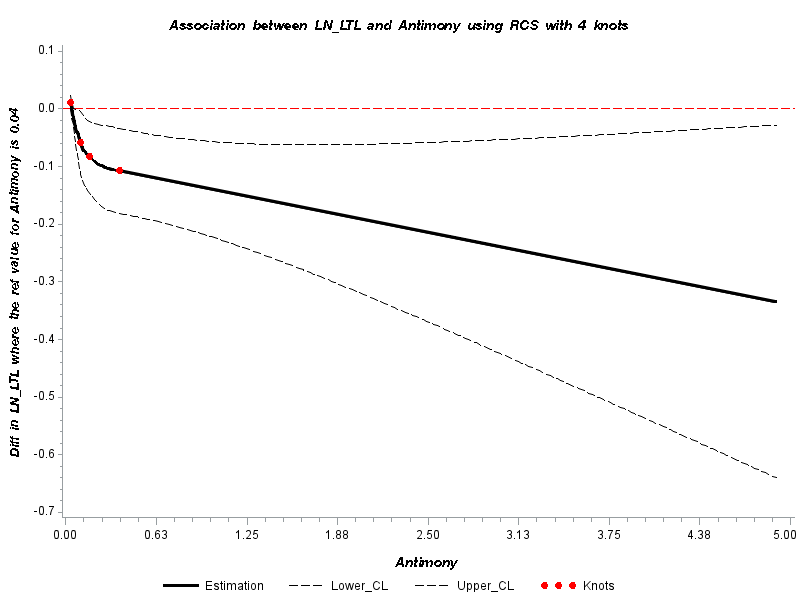 Association between LN_LTL and Antimony using RCS with 4 knots
Diff in LN_LTL where the ref value for Antimony is 0.04
0.1
0.0
-0.1
-0.2
-0.3
-0.4
-0.5
-0.6
-0.7
0.00 0.63 1.25 1.88 2.50 3.13 3.75 4.38 5.00
Antimony
Estimation Lower_CL Upper_CL Knots